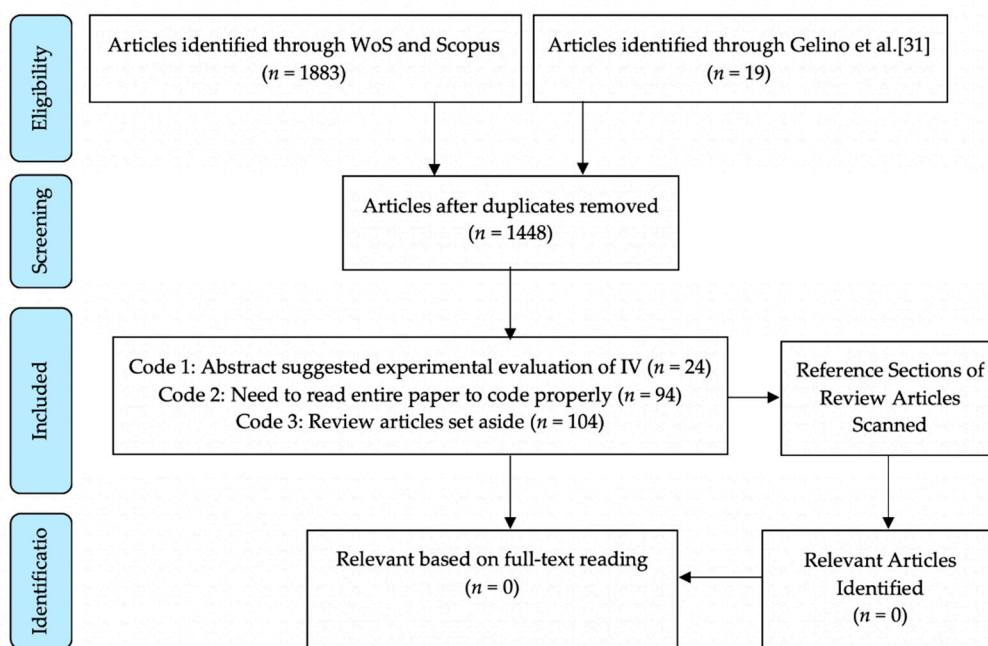 Eligibility
Articles identified through WoS and Scopus
(n = 1883)
Articles identified through Gelino et al.[31]
(n = 19)
Screening
Articles after duplicates removed
(n = 1448)
Included
Code 1: Abstract suggested experimental evaluation of IV (n = 24)
Code 2: Need to read entire paper to code properly (n = 94)
Code 3: Review articles set aside (n = 104)
Reference Sections of
Review Articles
Scanned
Identificatio
Relevant based on full-text reading
(n = 0)
Relevant Articles
Identified
(n = 0)